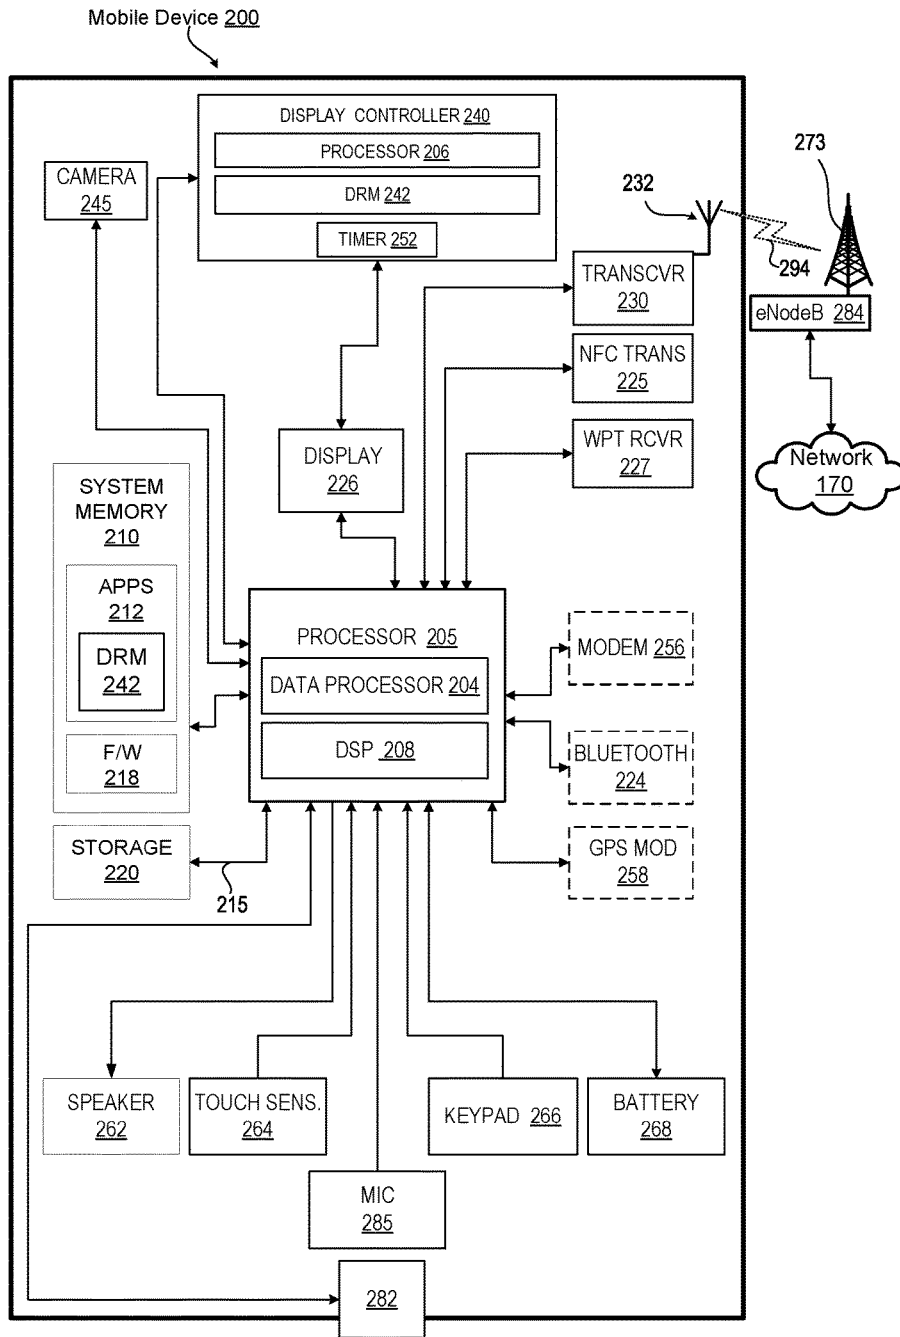 Mobile Device 200
DISPLAY CONTROLLER 240
PROCESSOR 206
DRM 242
TIMER 252
CAMERA
245
232
273
294
TRANSCVR
230
eNodeB 284
NFC TRANS
225
WPT RCVR
227
Network
170
DISPLAY
226
SYSTEM
MEMORY
210
APPS
212
DRM
242
F/W
218
PROCESSOR 205
DATA PROCESSOR 204
DSP 208
MODEM 256
BLUETOOTH
224
GPS MOD
258
STORAGE
220
215
SPEAKER
262
TOUCH SENS.
264
KEYPAD 266
BATTERY
268
MIC
285
282